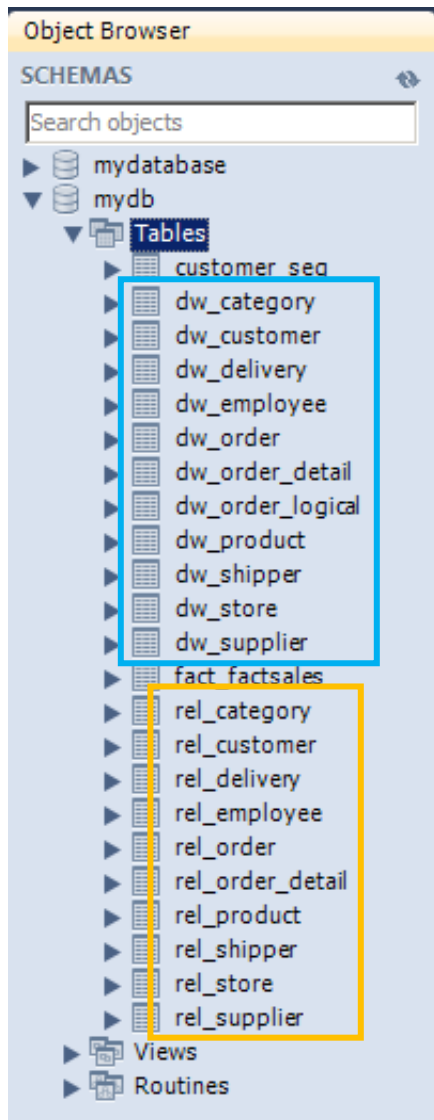 Object Browser
SCHEMAS
Search objects
mydatabase
mydb
Tables
customer_seq
dw_category
dw_customer
dw_delivery
dw_employee
dw_order
dw_order_detail
dw_order_logical
dw_product
dw_shipper
dw_store
dw_supplier
fact_factsales
rel_category
rel_customer
rel_delivery
rel_employee
rel_order
rel_order_detail
rel_product
rel_shipper
rel_store
rel_supplier
Views
Routines